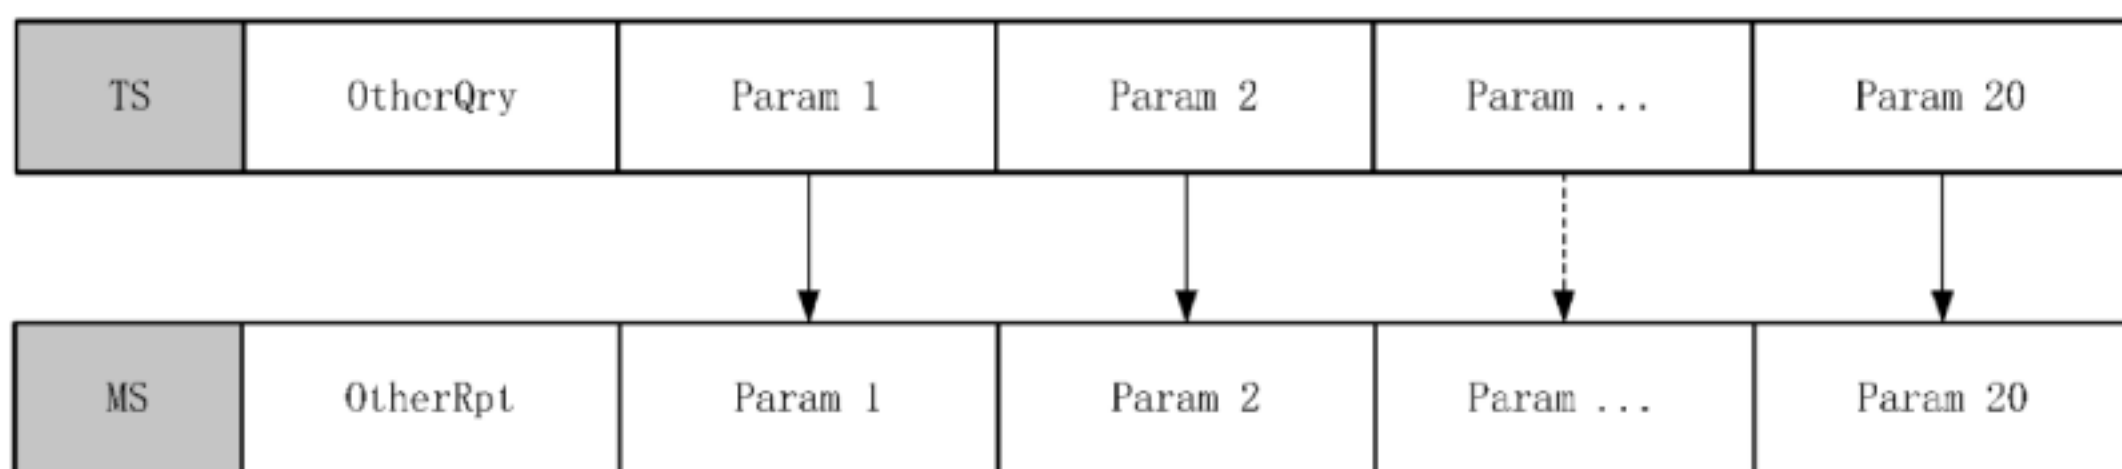 TS OtherQry Param 1 Param 2 Param ... Param 20
MS OtherRpt Param 1 Param 2 Param ... Param 20